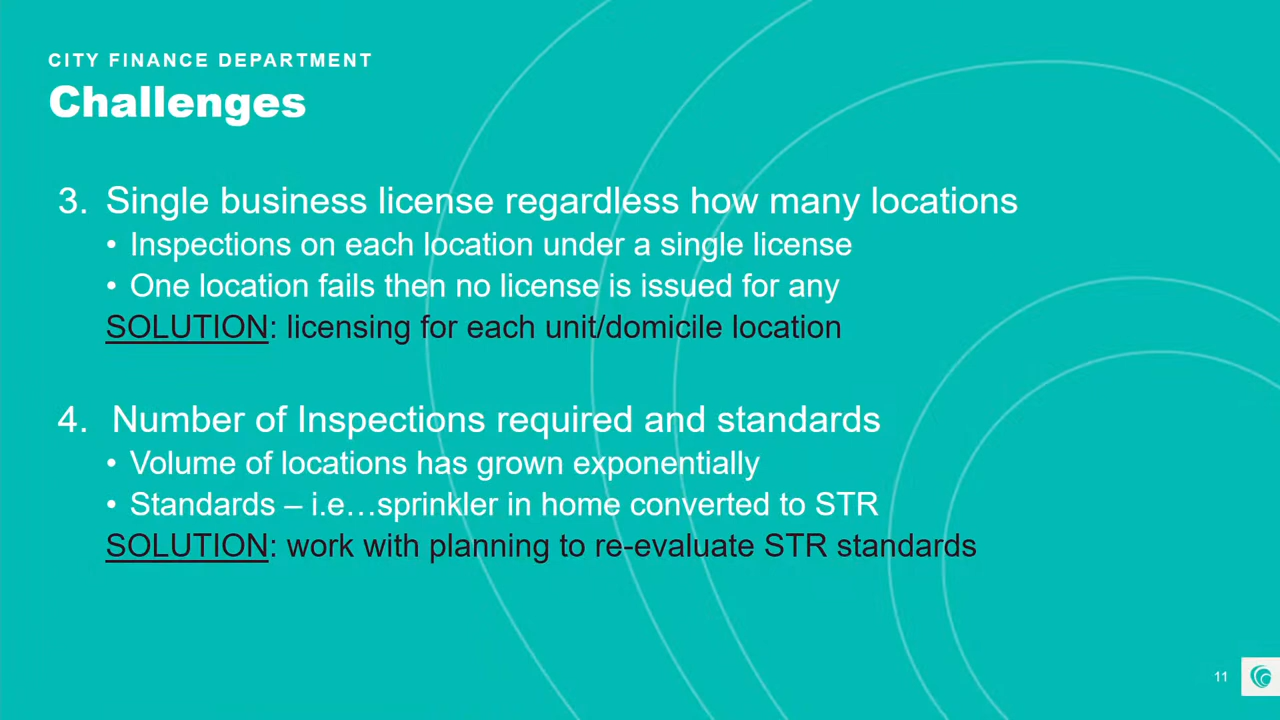 CITY FINANCE DEPARTMENT
Challenges
3. Single business license regardless how many locations
• Inspections on each location under a single license
• One location fails then no license is issued for any
SOLUTION: licensing for each unit/domicile location
4. Number of Inspections required and standards
• Volume of locations has grown exponentially
• Standards – i.e…sprinkler in home converted to STR
SOLUTION: work with planning to re-evaluate STR standards
11